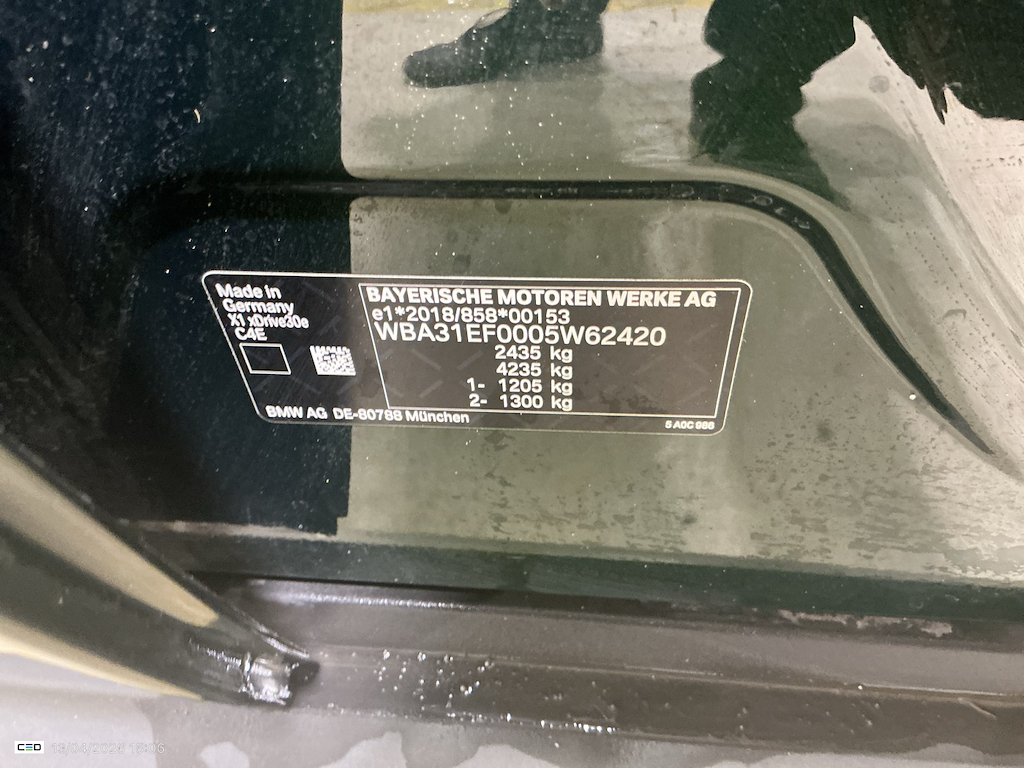 Made in
Germany
X1 xDrive30e
C4E
BMW AG DE-80788 München
BAYERISCHE MOTOREN WERKE AG
e1*2018/858*00153
WBA31EF0005W62420
2435 kg
4235 kg
1- 1205 kg
2- 1300 kg
5 A0C 986